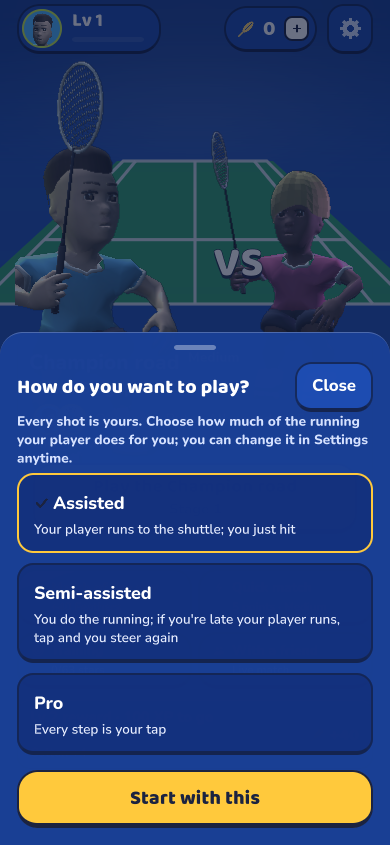 Lv 1
0
+
VS
How do you want to play?
Close
Every shot is yours. Choose how much of the running
your player does for you; you can change it in Settings
anytime.
Assisted
Your player runs to the shuttle; you just hit
Semi-assisted
You do the running; if you're late your player runs,
tap and you steer again
Pro
Every step is your tap
Start with this